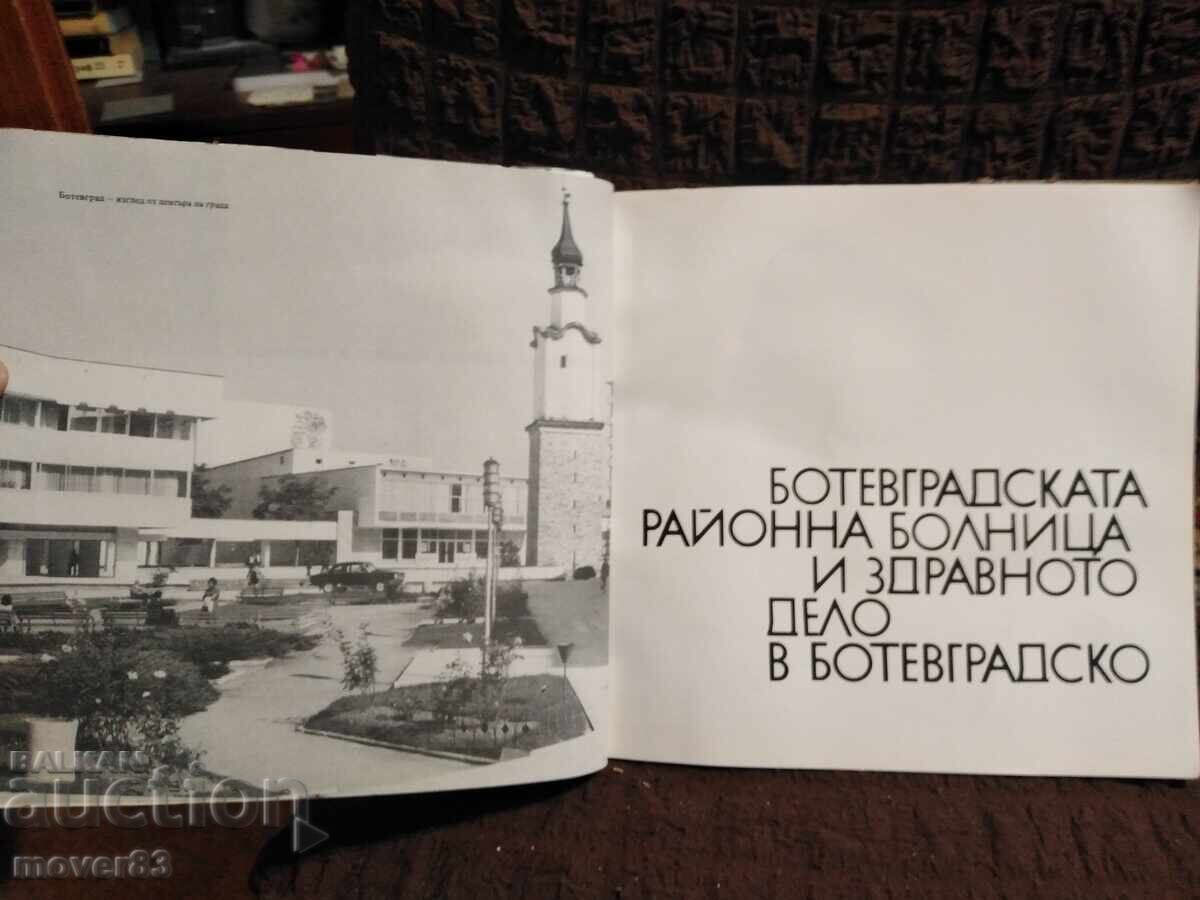 Ботевград – изглед от центъра на града
БОТЕВГРАДСКАТА
РАЙОННА БОЛНИЦА
И ЗДРАВНОТО
ДЕЛО
В БОТЕВГРАДСКО
BALKAN
auction
mover83